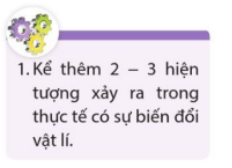 1. Kể thêm 2 – 3 hiện
tượng xảy ra trong
thực tế có sự biến đổi
vật lí.